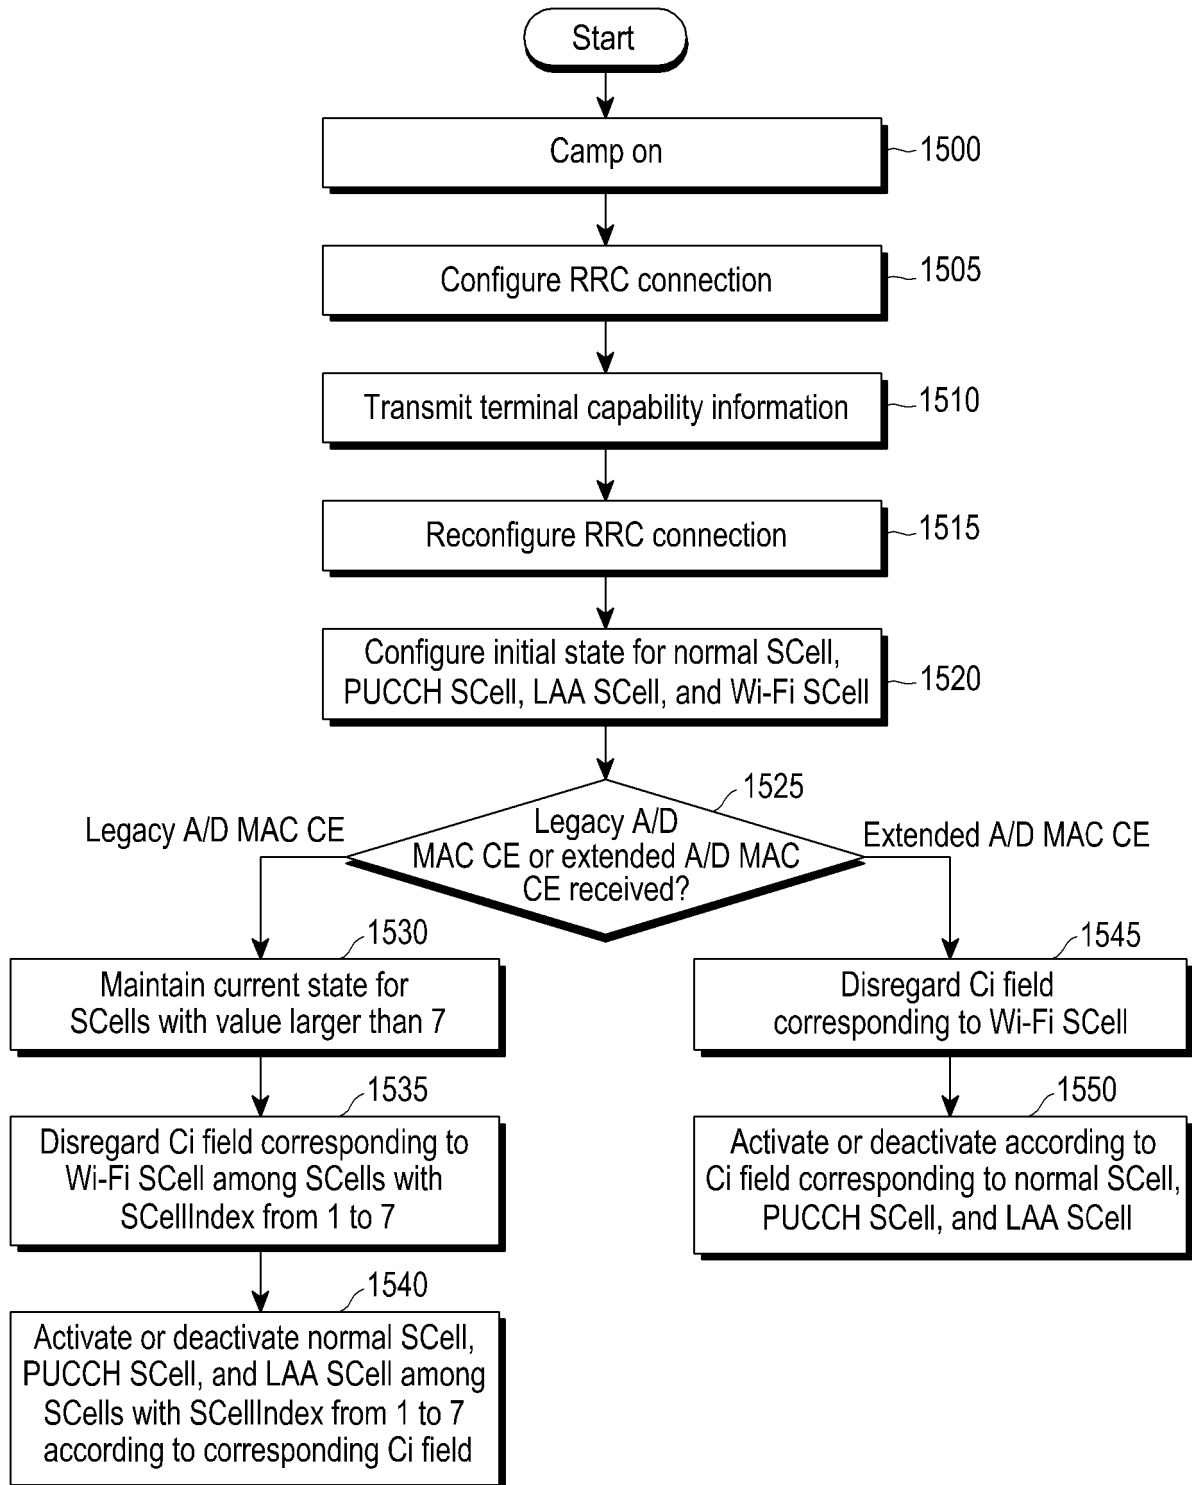 Start
Camp on
1500
Configure RRC connection
1505
Transmit terminal capability information
1510
Reconfigure RRC connection
1515
Configure initial state for normal SCell,
PUCCH SCell, LAA SCell, and Wi-Fi SCell
1520
1525
Legacy A/D
MAC CE or extended A/D MAC
CE received?
Legacy A/D MAC CE
Extended A/D MAC CE
1530
Maintain current state for
SCells with value larger than 7
1535
Disregard Ci field corresponding to
Wi-Fi SCell among SCells with
SCellIndex from 1 to 7
1540
Activate or deactivate normal SCell,
PUCCH SCell, and LAA SCell among
SCells with SCellIndex from 1 to 7
according to corresponding Ci field
1545
Disregard Ci field
corresponding to Wi-Fi SCell
1550
Activate or deactivate according to
Ci field corresponding to normal SCell,
PUCCH SCell, and LAA SCell